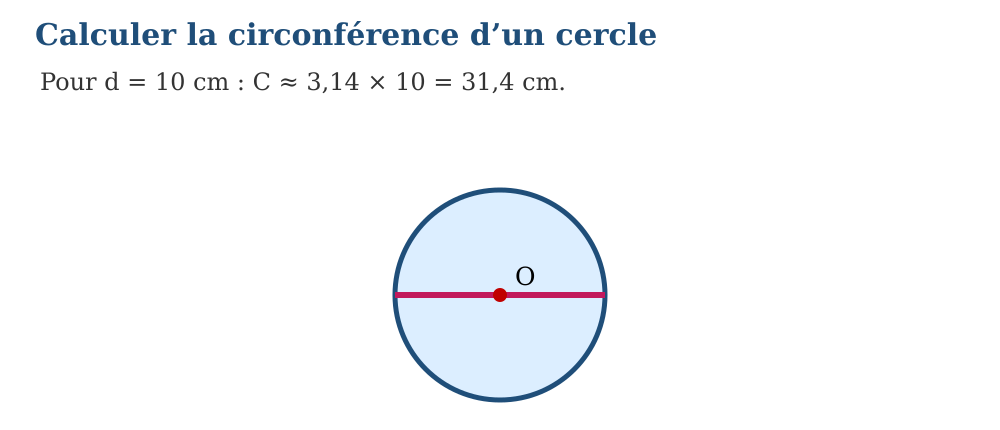 Calculer la circonférence d’un cercle
Pour d = 10 cm : C ≈ 3,14 × 10 = 31,4 cm.
O